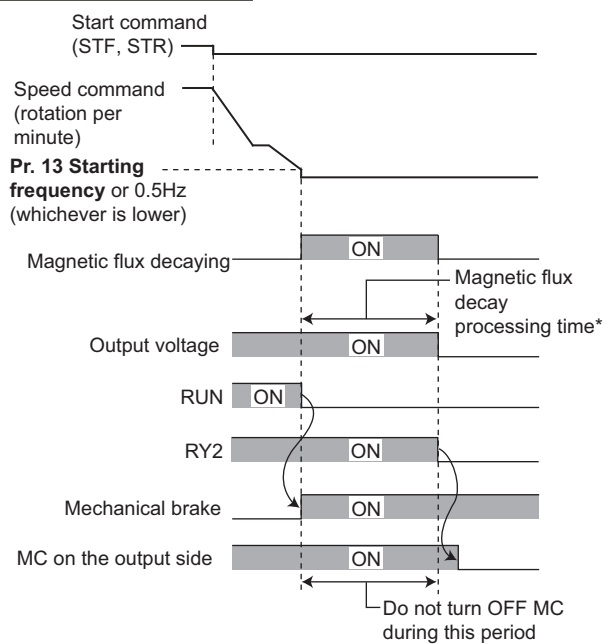 Start command
(STF, STR)
Speed command
(rotation per
minute)
Pr. 13 Starting
frequency or 0.5Hz
(whichever is lower)
Magnetic flux decaying
ON
Magnetic flux
decay
processing time*
Output voltage
ON
RUN
ON
RY2
ON
Mechanical brake
ON
MC on the output side
ON
Do not turn OFF MC
during this period